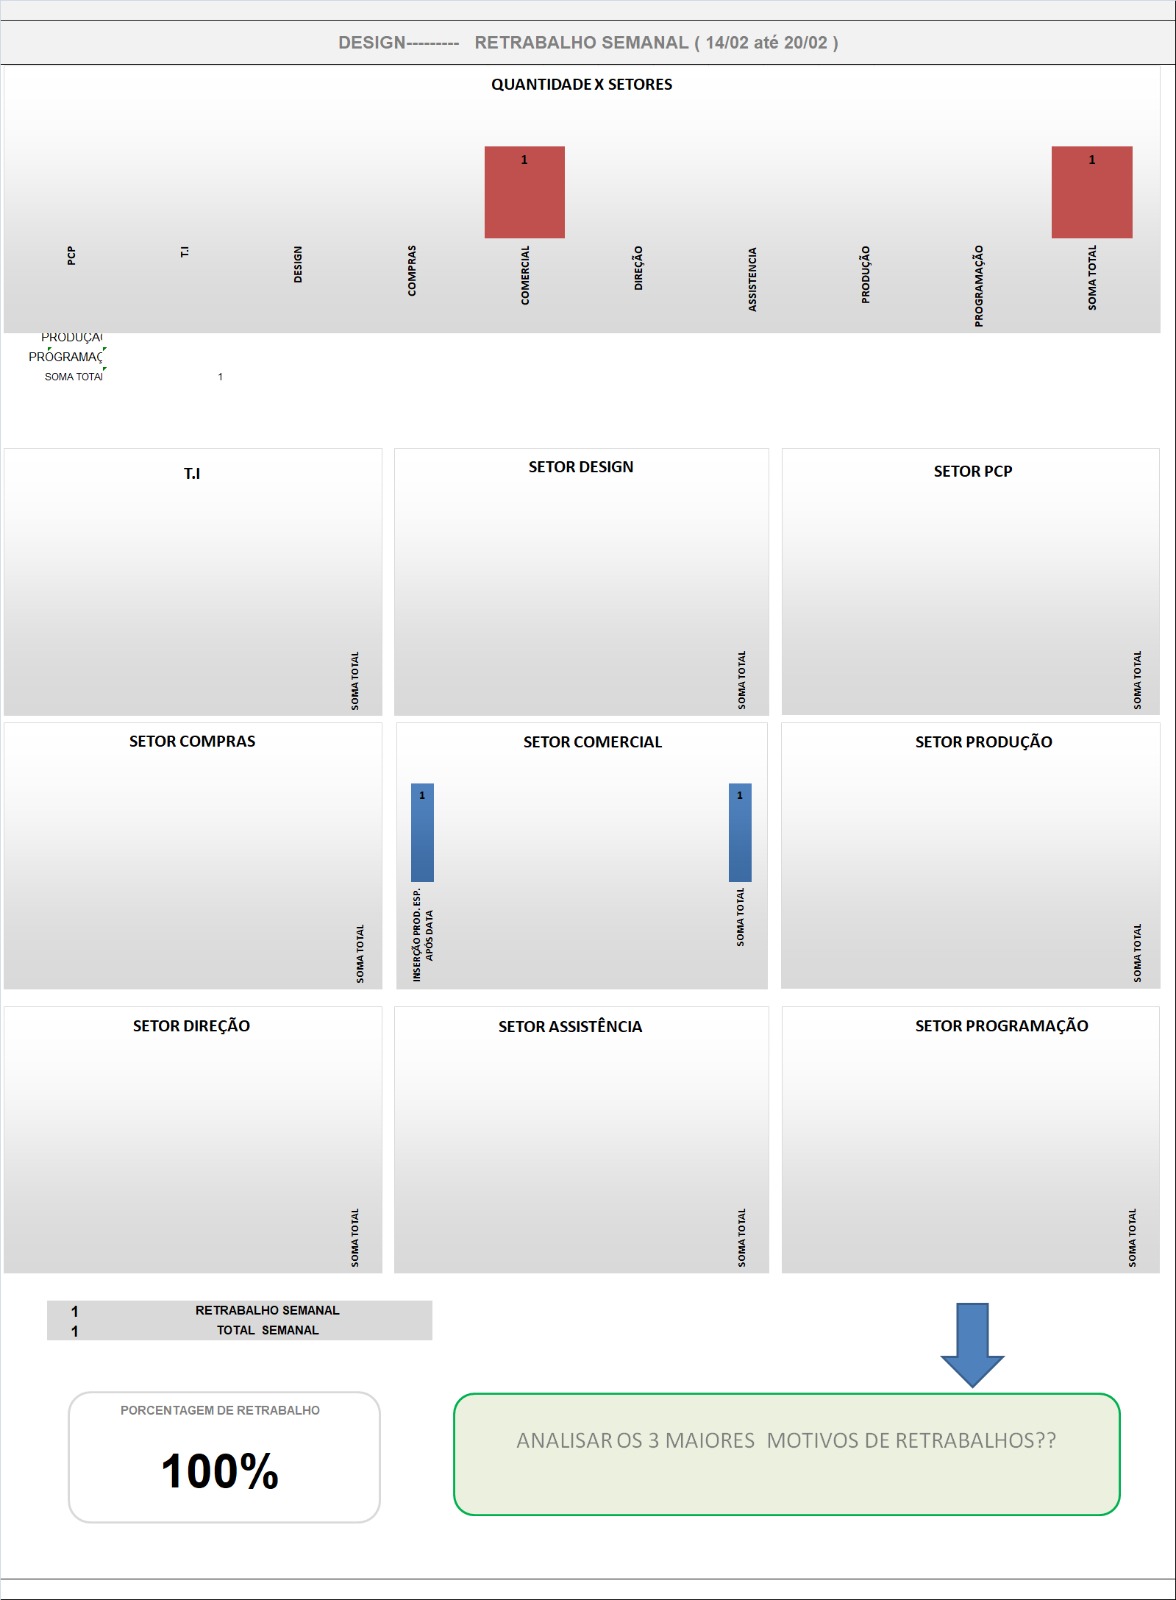 DESIGN---------   RETRABALHO SEMANAL ( 14/02 até 20/02 )
QUANTIDADE X SETORES
1
1
PCP
T.I
DESIGN
COMPRAS
COMERCIAL
DIREÇÃO
ASSISTENCIA
PRODUÇÃO
PROGRAMAÇÃO
SOMA TOTAL
PRODUÇA
PROGRAMAÇ
SOMA TOTAI 1
T.I
SOMA TOTAL
SETOR DESIGN
SOMA TOTAL
SETOR PCP
SOMA TOTAL
SETOR COMPRAS
SOMA TOTAL
SETOR COMERCIAL
1
1
INSERÇÃO PROD. ESP.
APÓS DATA
SOMA TOTAL
SETOR PRODUÇÃO
SOMA TOTAL
SETOR DIREÇÃO
SOMA TOTAL
SETOR ASSISTÊNCIA
SOMA TOTAL
SETOR PROGRAMAÇÃO
SOMA TOTAL
1 RETRABALHO SEMANAL
1 TOTAL  SEMANAL
PORCENTAGEM DE RETRABALHO
100%
ANALISAR OS 3 MAIORES  MOTIVOS DE RETRABALHOS??